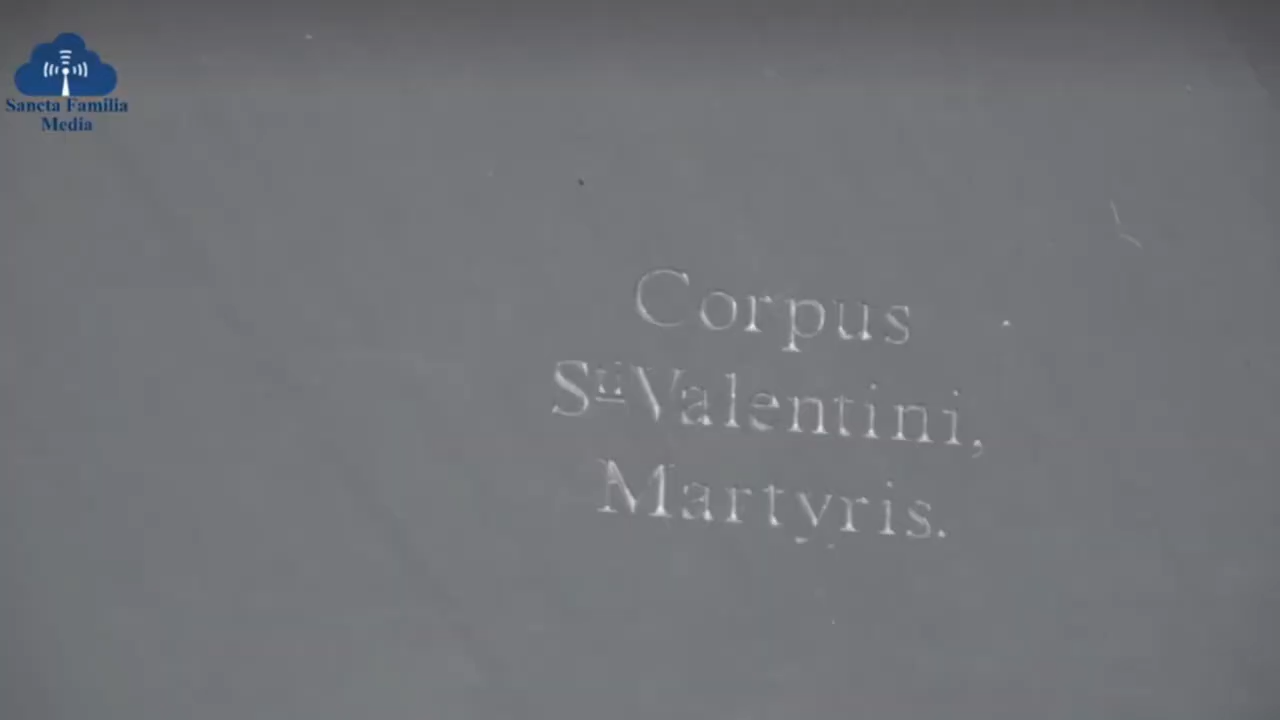 Sancta Familia
Media
Corpus
Sti Valentini,
Martyris.